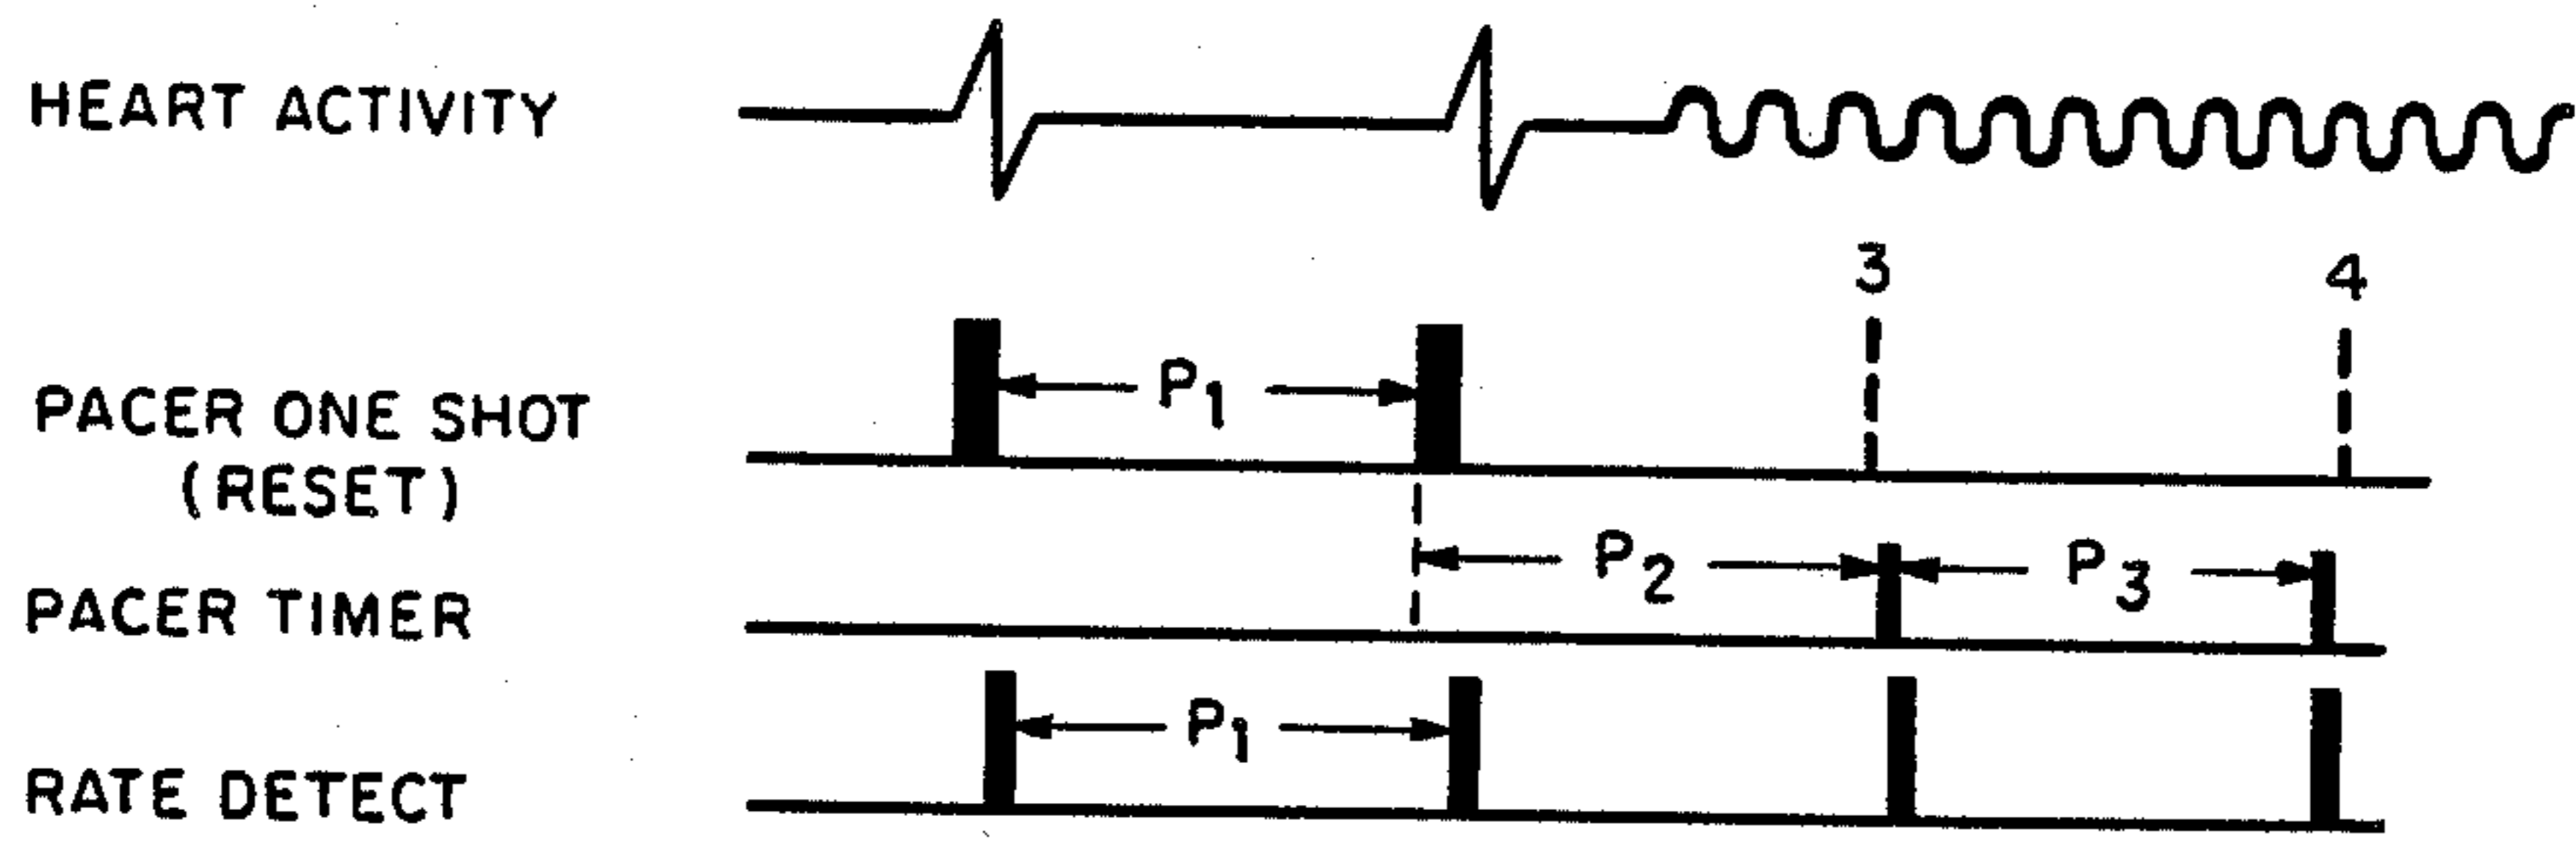 HEART ACTIVITY
3
4
PACER ONE SHOT
(RESET)
P1
PACER TIMER
P2
P3
RATE DETECT
P1